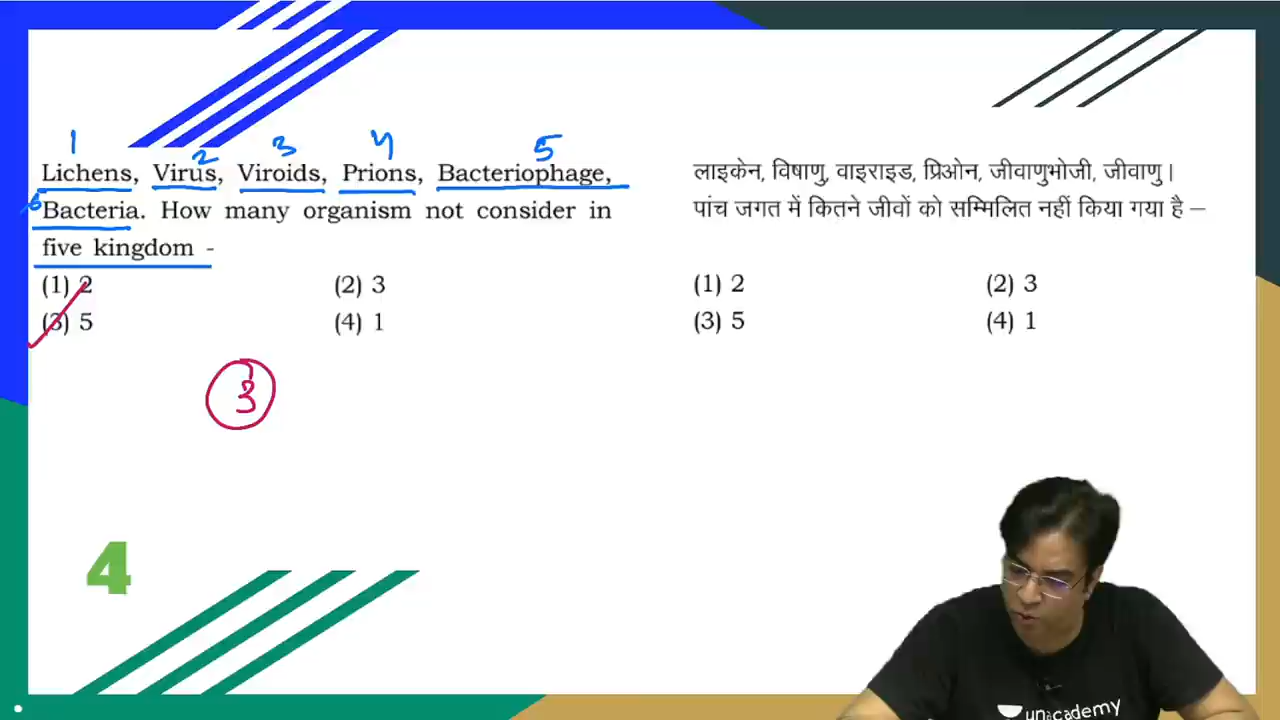 1 2 3 4 5
Lichens, Virus, Viroids, Prions, Bacteriophage,
6 Bacteria. How many organism not consider in
five kingdom -
(1) 2 (2) 3
(3) 5 (4) 1
3
4
लाइकेन, विषाणु, वाइराइड, प्रिओन, जीवाणुभोजी, जीवाणु।
पांच जगत में कितने जीवों को सम्मिलित नहीं किया गया है –
(1) 2 (2) 3
(3) 5 (4) 1
unacademy